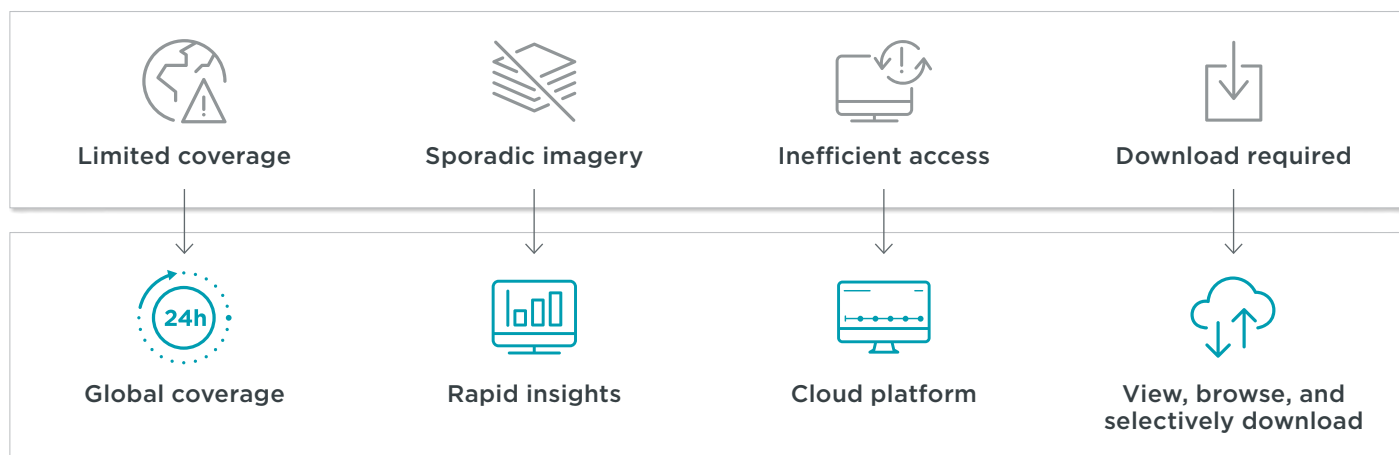 Limited coverage
Sporadic imagery
Inefficient access
Download required
24h
Global coverage
Rapid insights
Cloud platform
View, browse, and
selectively download